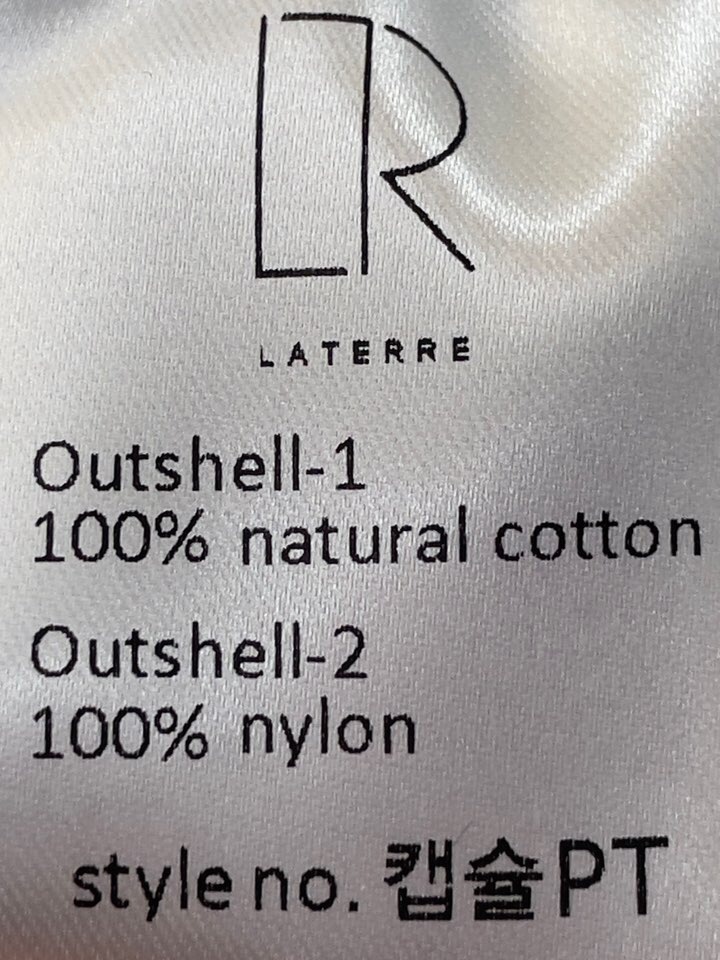 LR
LATERRE
Outshell-1
100% natural cotton
Outshell-2
100% nylon
style no. 캡슐PT